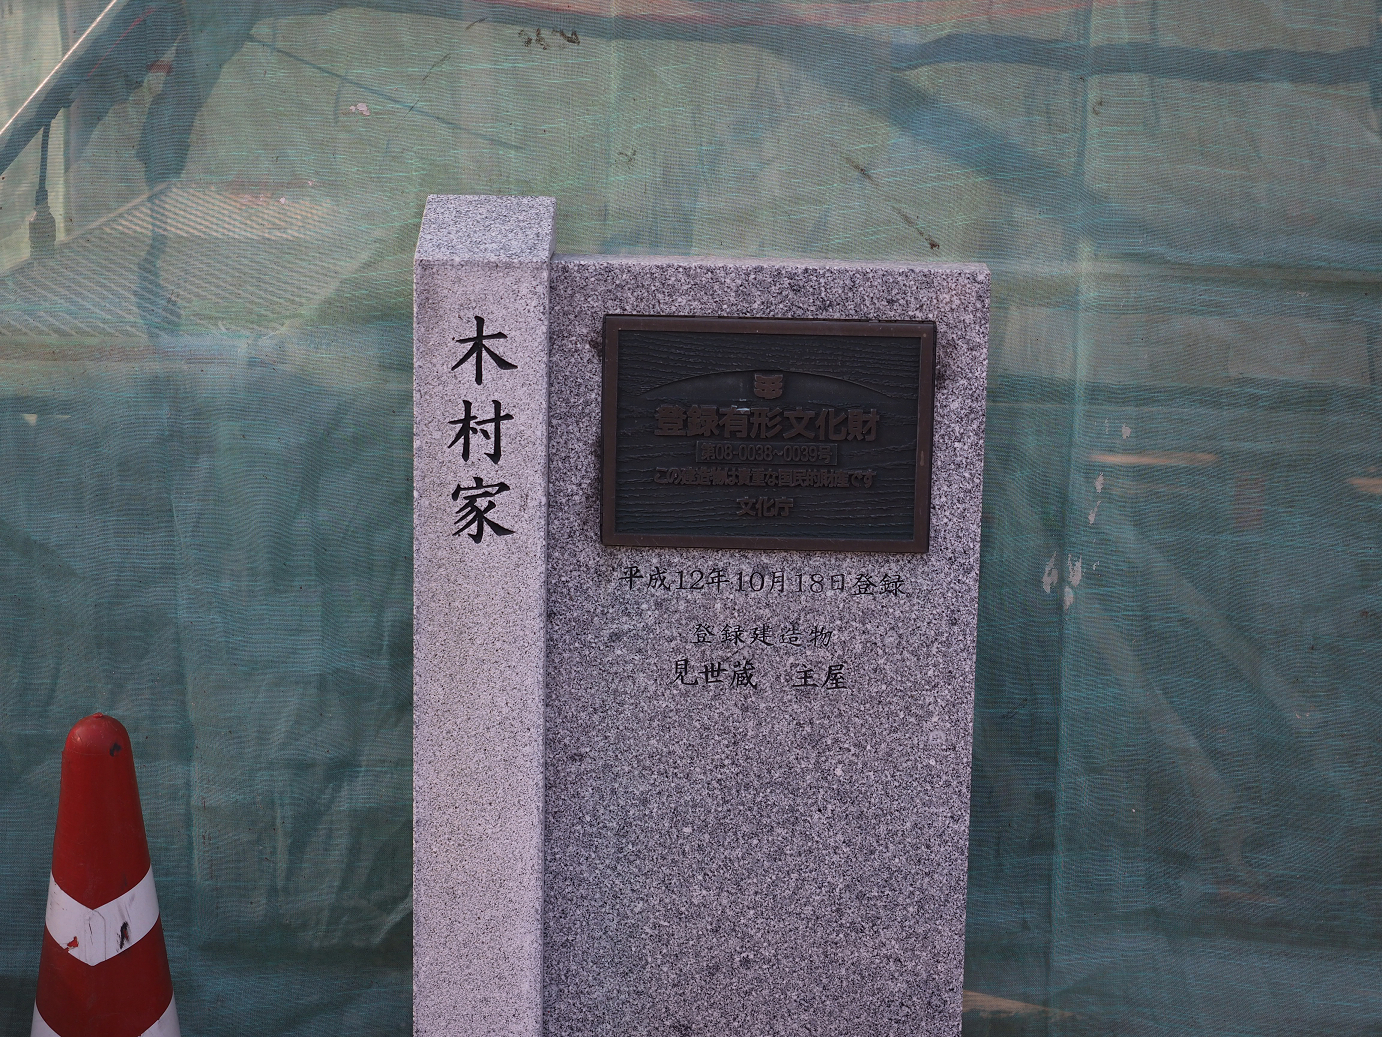 木村家
登録有形文化財
第08-0038～0039号
この建造物は貴重な国民的財産です
文化庁
平成12年10月18日登録
登録建造物
見世蔵　主屋